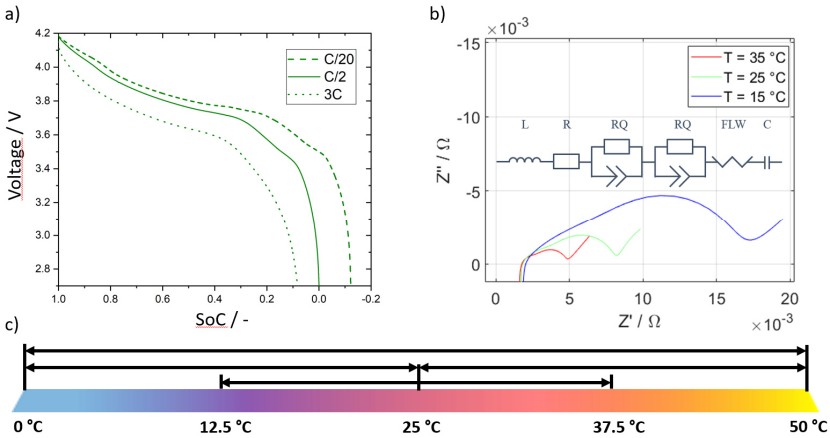 a)
4.2
4.0
3.8
3.6
3.4
3.2
3.0
2.8
Voltage / V
C/20
C/2
3C
1.0 0.8 0.6 0.4 0.2 0.0 -0.2
SoC / -
b)
×10⁻³
-15
-10
-5
0
Z'' / Ω
T = 35 °C
T = 25 °C
T = 15 °C
L R RQ RQ FLW C
0 5 10 15 20
Z' / Ω ×10⁻³
c)
0 °C 12.5 °C 25 °C 37.5 °C 50 °C